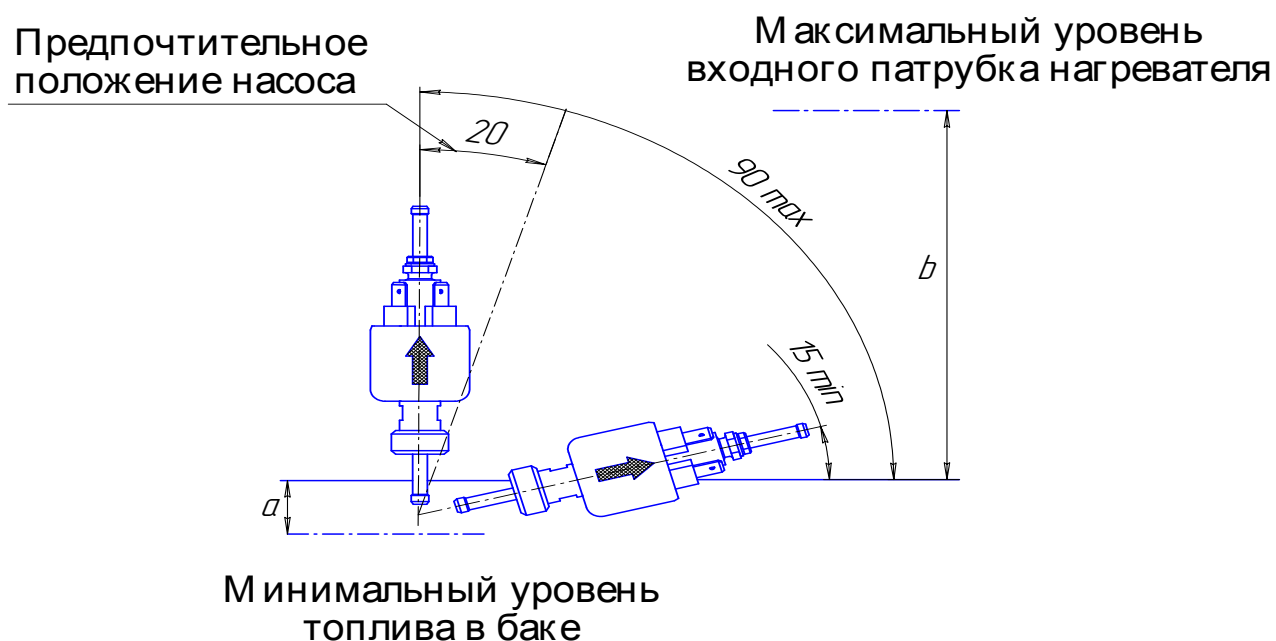 Предпочтительное
положение насоса
Максимальный уровень
входного патрубка нагревателя
20
90 max
b
15 min
a
Минимальный уровень
топлива в баке